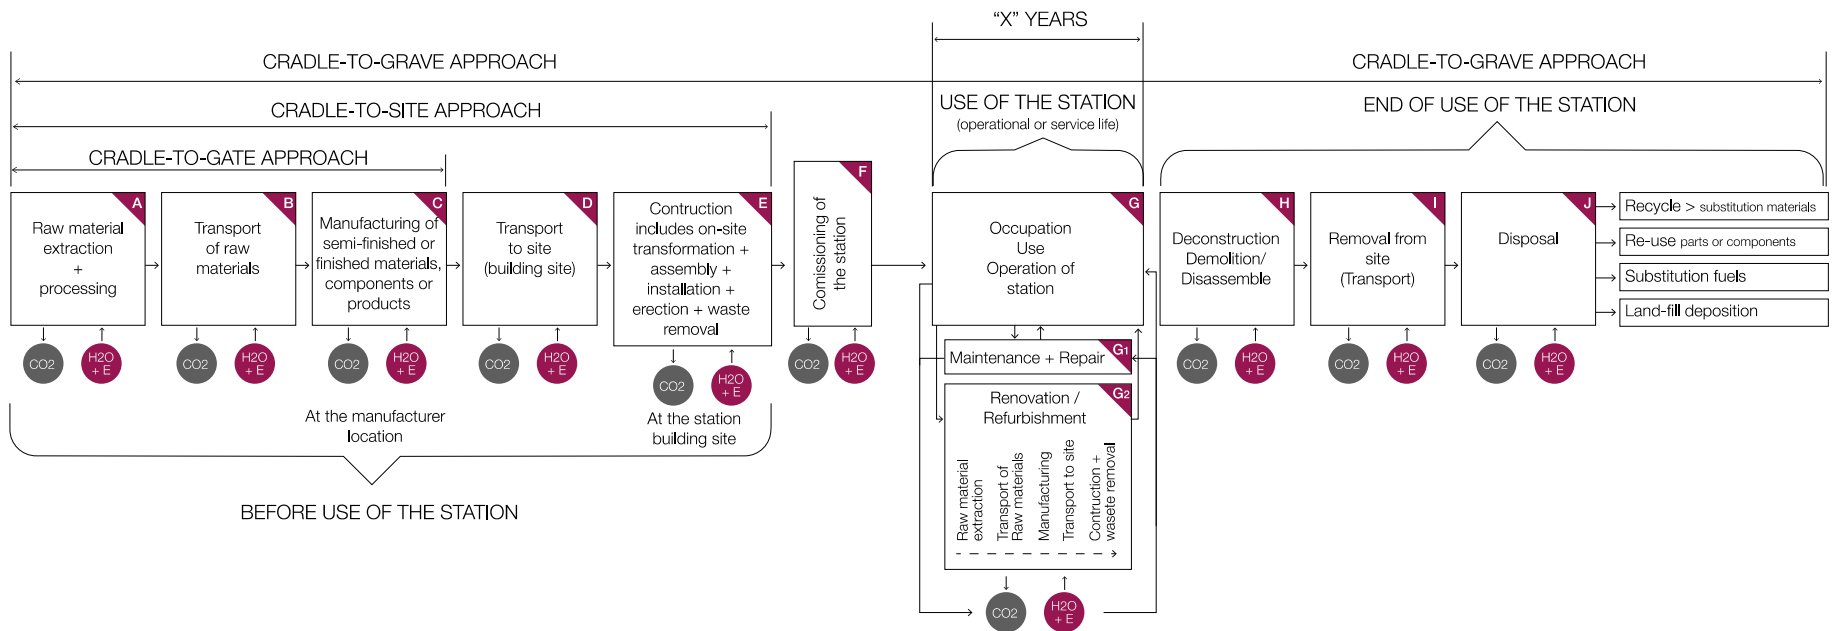 “X” YEARS
CRADLE-TO-GRAVE APPROACH
CRADLE-TO-GRAVE APPROACH
CRADLE-TO-SITE APPROACH
USE OF THE STATION
(operational or service life)
END OF USE OF THE STATION
CRADLE-TO-GATE APPROACH
A
Raw material
extraction
+
processing
CO2
H2O
+ E
B
Transport
of raw
materials
CO2
H2O
+ E
C
Manufacturing of
semi-finished or
finished materials,
components or
products
CO2
H2O
+ E
D
Transport
to site
(building site)
CO2
H2O
+ E
E
Contruction
includes on-site
transformation +
assembly +
installation +
erection + waste
removal
CO2
H2O
+ E
F
Comissioning of
the station
CO2
H2O
+ E
G
Occupation
Use
Operation of
station
G1
Maintenance + Repair
G2
Renovation /
Refurbishment
Raw material
extraction
Transport of
Raw materials
Manufacturing
Transport to site
Contruction +
wasete removal
CO2
H2O
+ E
H
Deconstruction
Demolition/
Disassemble
CO2
H2O
+ E
I
Removal from
site
(Transport)
CO2
H2O
+ E
J
Disposal
CO2
H2O
+ E
Recycle > substitution materials
Re-use parts or components
Substitution fuels
Land-fill deposition
At the manufacturer
location
At the station
building site
BEFORE USE OF THE STATION